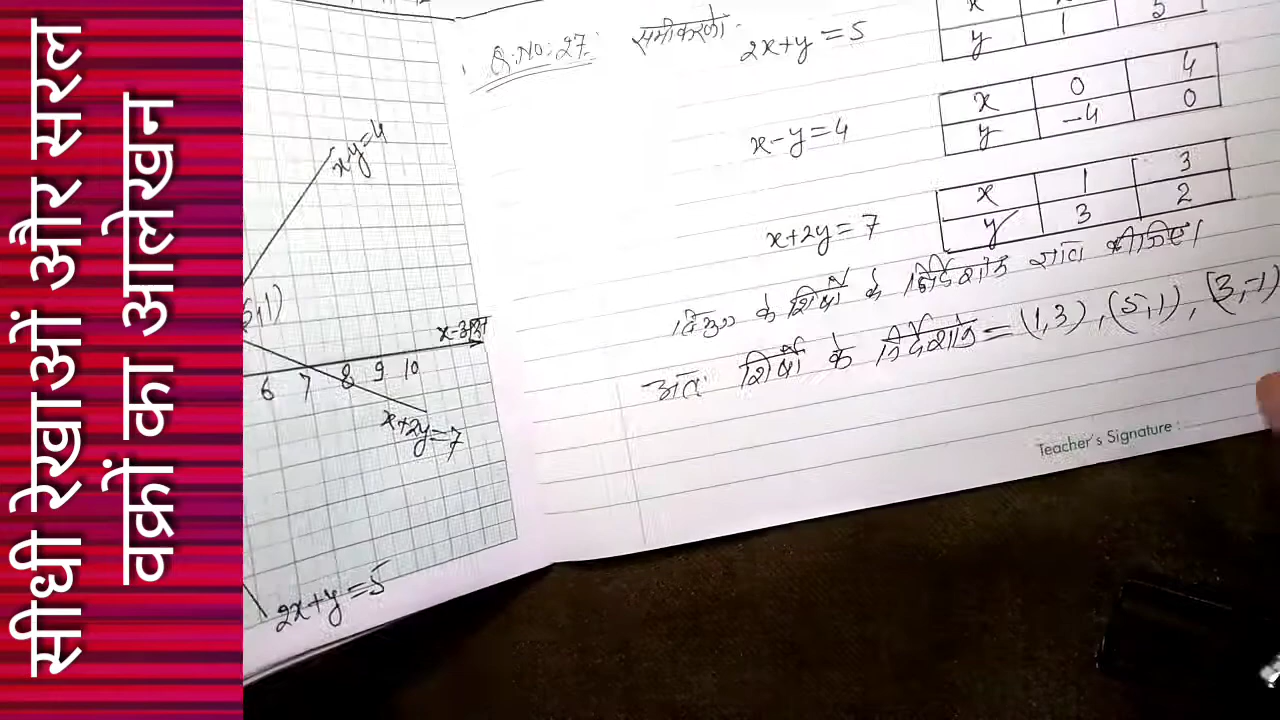 सीधी रेखाओं और सरल
वक्रों का आलेखन
Q.No:-27. समीकरणों
2x+y=5
x
y 1 5
x-y=4
x 0 4
y -4 0
x+2y=7
x 1 3
y 3 2
के शिर्षों के ज्ञात कीजिए।
अतः शिर्षों के = (1,3), (5,1), (3,-1)
Teacher's Signature :
xy=4
,1)
x-अक्ष
6 7 8 9 10
x+2y=7
2x+y=5